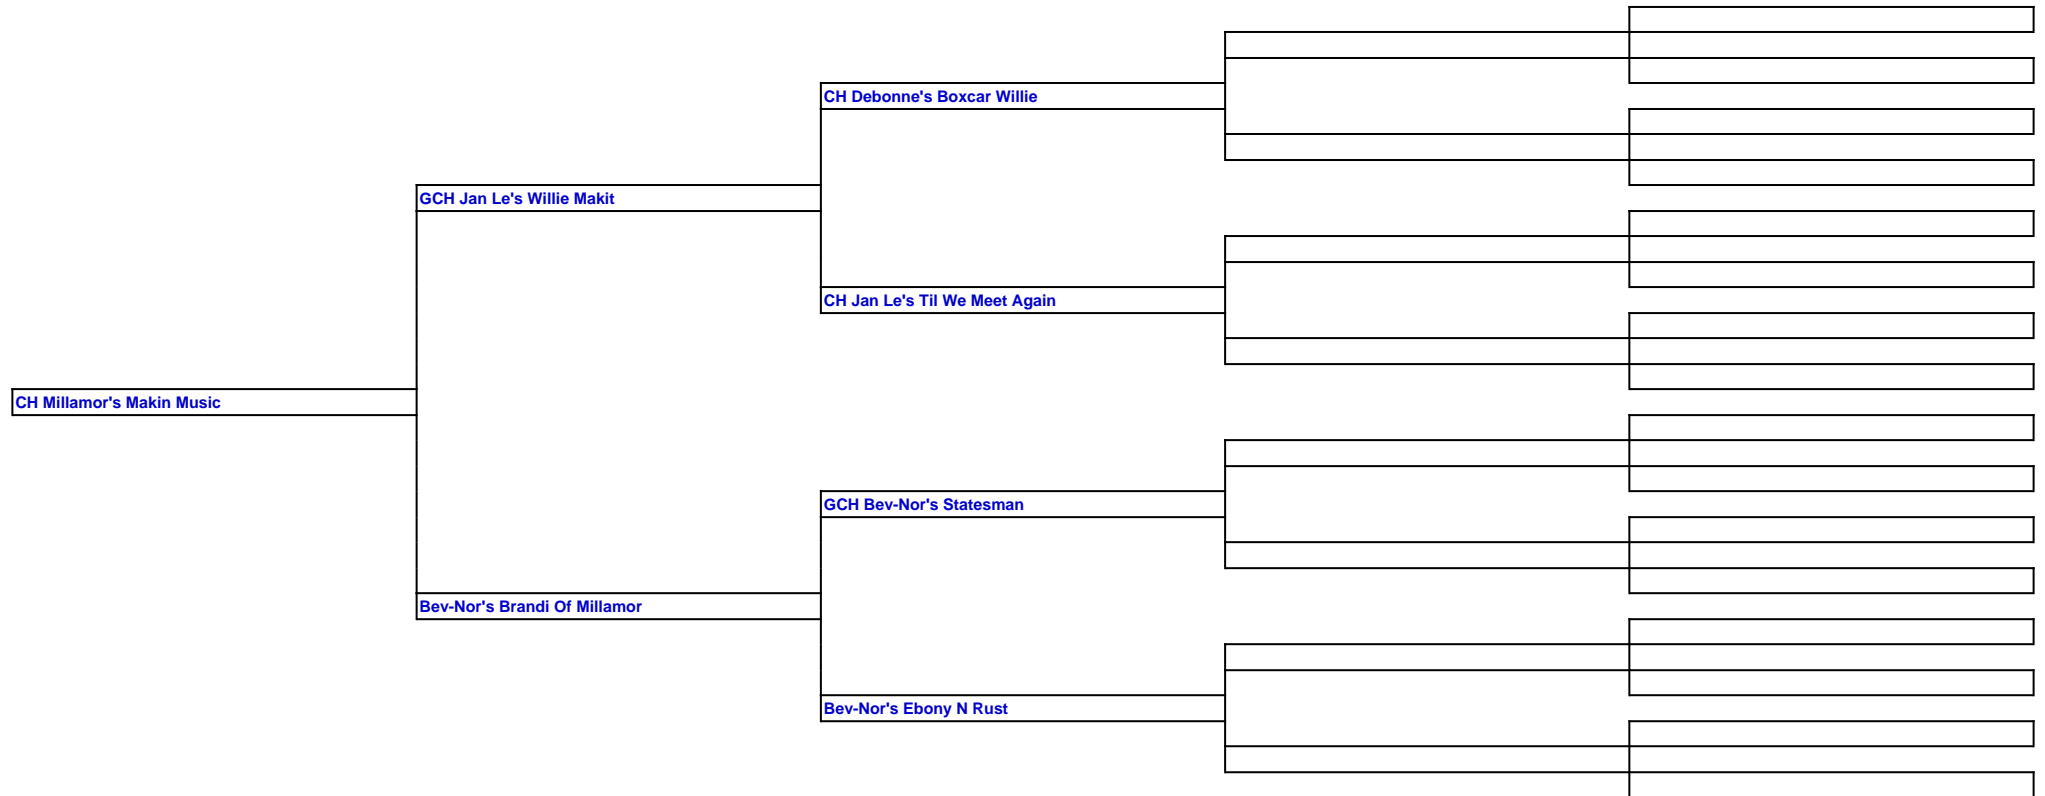 CH Debonne's Boxcar Willie
GCH Jan Le's Willie Makit
CH Jan Le's Til We Meet Again
CH Millamor's Makin Music
GCH Bev-Nor's Statesman
Bev-Nor's Brandi Of Millamor
Bev-Nor's Ebony N Rust